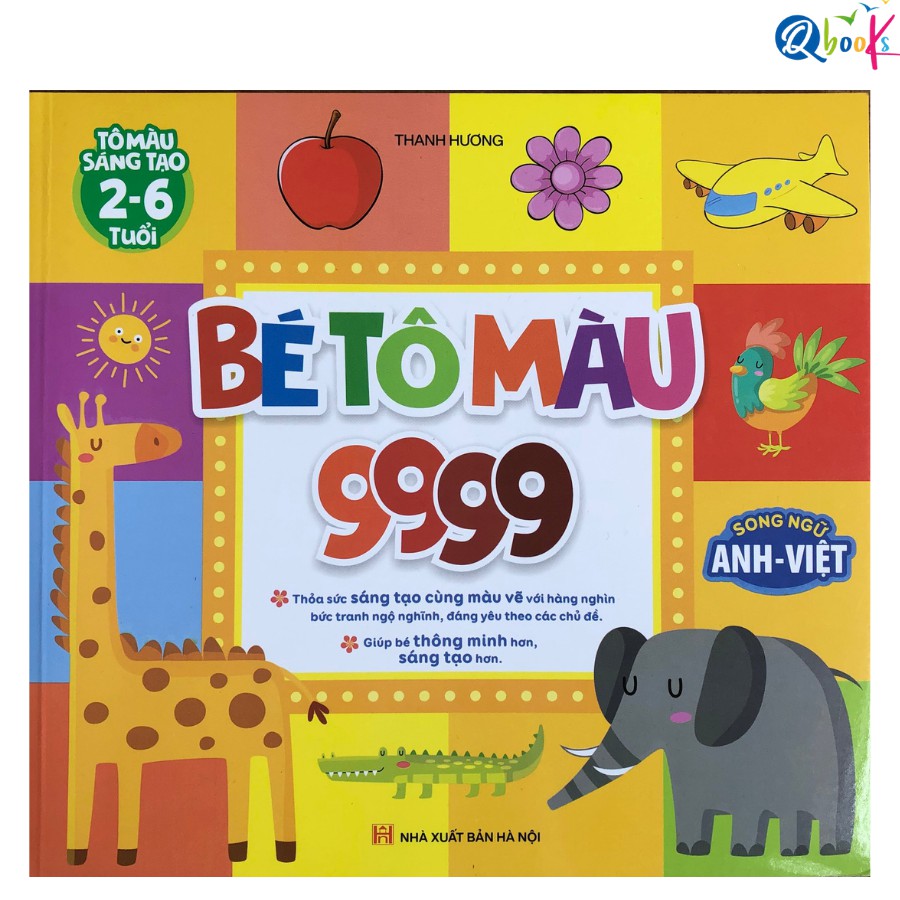 Qbooks
THANH HƯƠNG
TÔ MÀU
SÁNG TẠO
2-6
TUỔI
BÉ TÔ MÀU
9999
SONG NGỮ
ANH-VIỆT
Thỏa sức sáng tạo cùng màu vẽ với hàng nghìn
bức tranh ngộ nghĩnh, đáng yêu theo các chủ đề.
Giúp bé thông minh hơn,
sáng tạo hơn.
NHÀ XUẤT BẢN HÀ NỘI